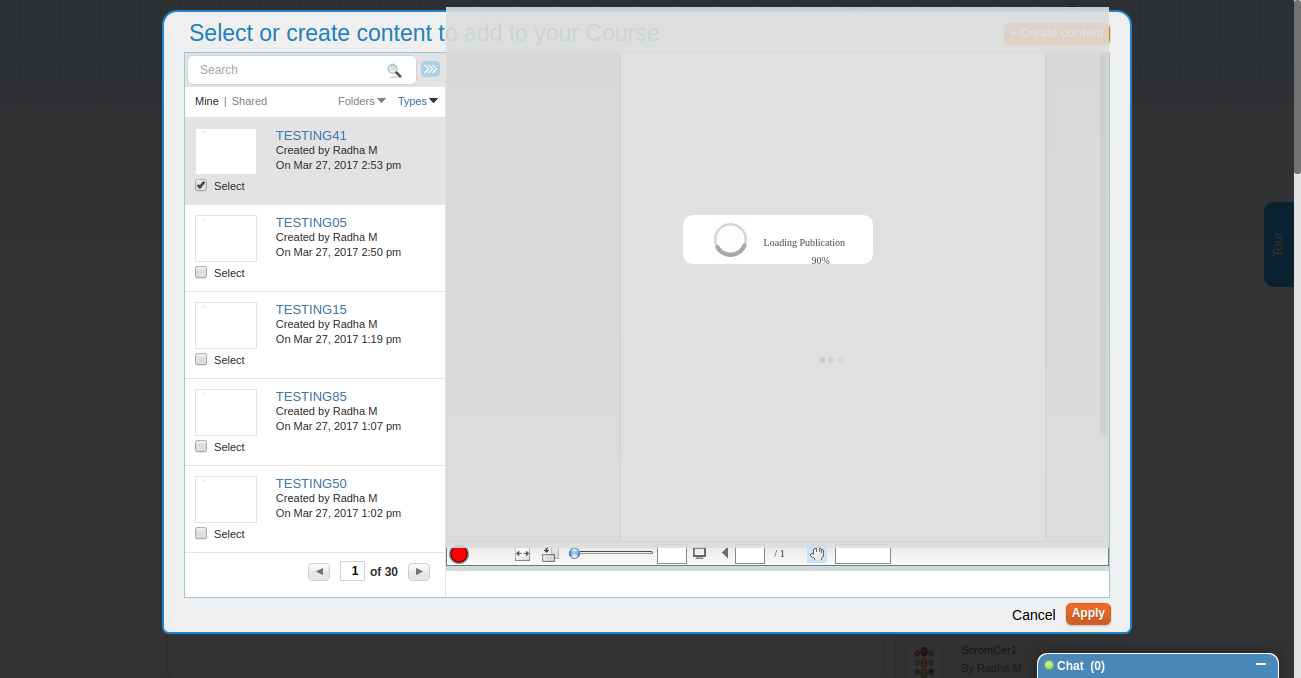 Select or create content to add to your Course
+ Create content
Search
Mine | Shared
Folders Types
TESTING41
Created by Radha M
On Mar 27, 2017 2:53 pm
Select
TESTING05
Created by Radha M
On Mar 27, 2017 2:50 pm
Select
TESTING15
Created by Radha M
On Mar 27, 2017 1:19 pm
Select
TESTING85
Created by Radha M
On Mar 27, 2017 1:07 pm
Select
TESTING50
Created by Radha M
On Mar 27, 2017 1:02 pm
Select
1 of 30
Loading Publication
90%
/ 1
Tour
Cancel
Apply
ScromCer1
By Radha M
Chat (0)